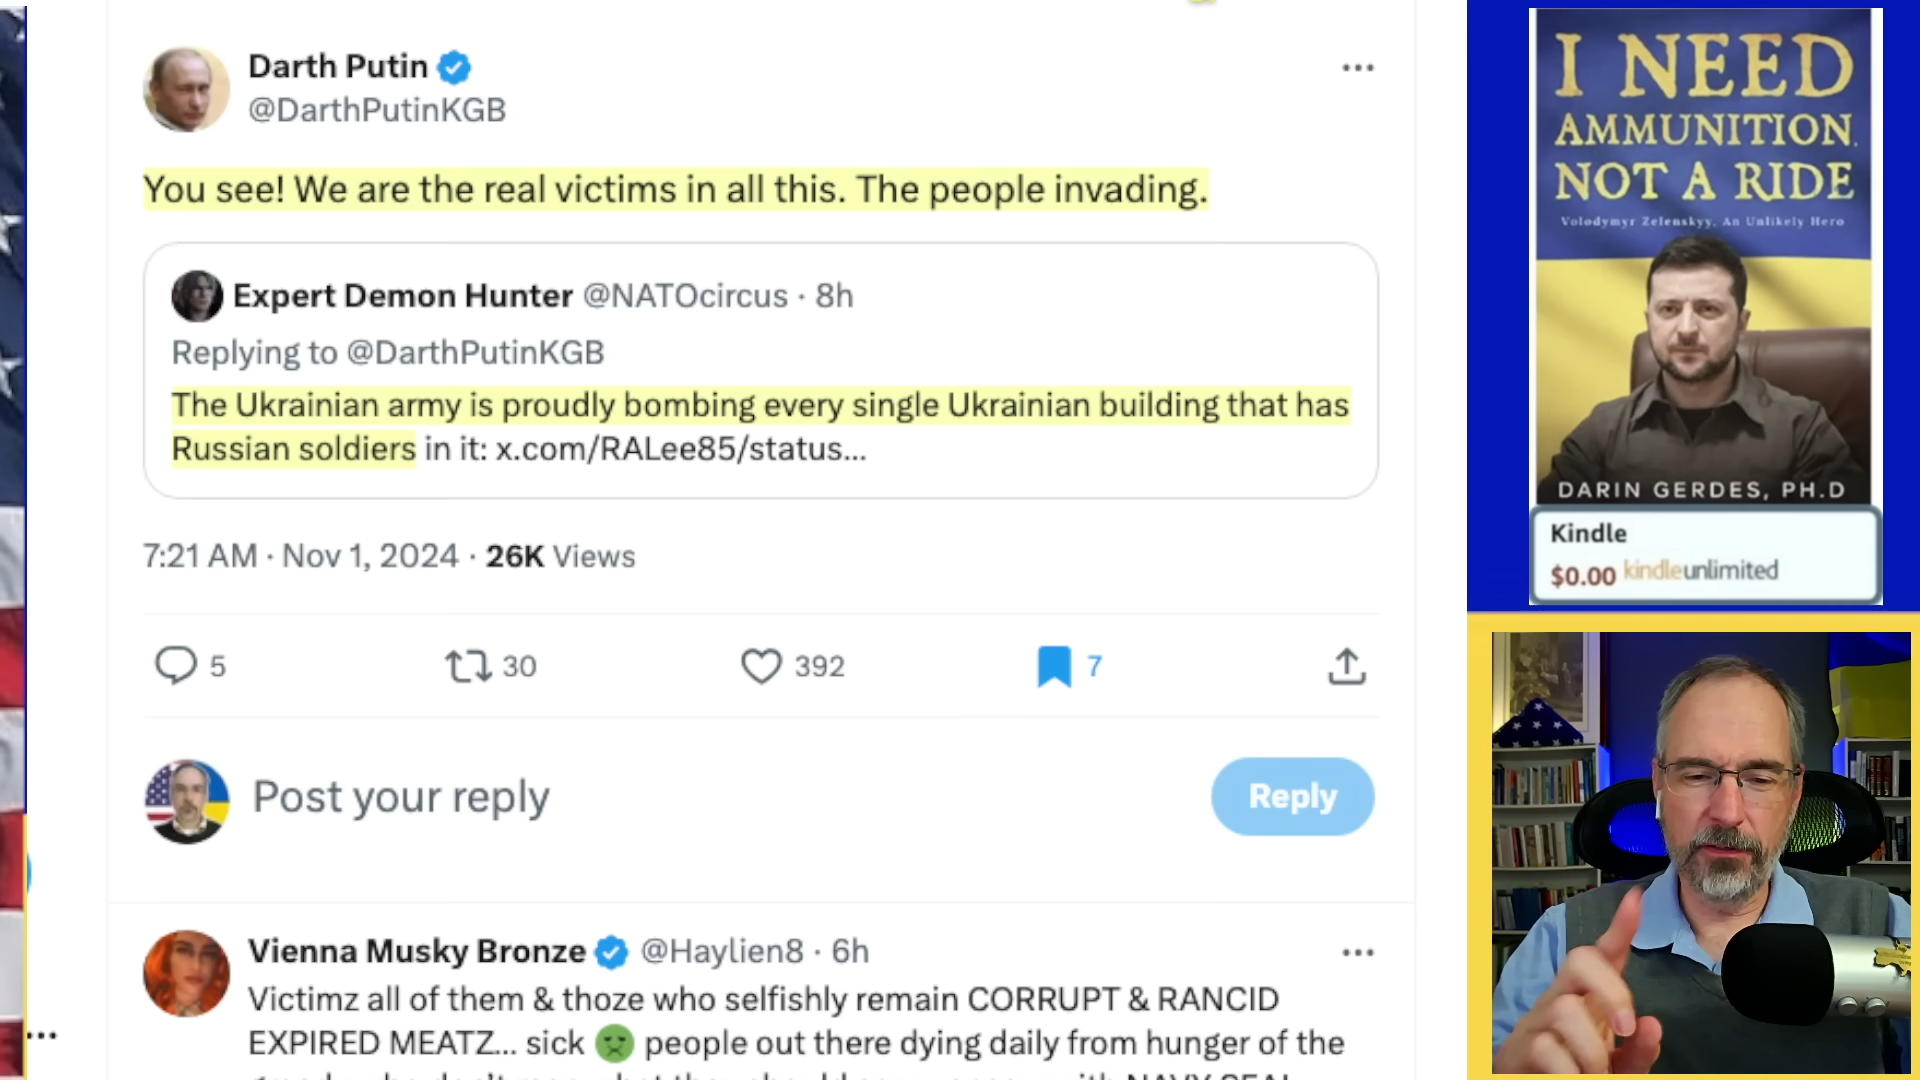 Darth Putin
@DarthPutinKGB
You see! We are the real victims in all this. The people invading.
Expert Demon Hunter @NATOcircus · 8h
Replying to @DarthPutinKGB
The Ukrainian army is proudly bombing every single Ukrainian building that has
Russian soldiers in it: x.com/RALee85/status...
7:21 AM · Nov 1, 2024 · 26K Views
5 30 392 7
Post your reply
Reply
Vienna Musky Bronze @Haylien8 · 6h
Victimz all of them & thoze who selfishly remain CORRUPT & RANCID
EXPIRED MEATZ... sick 🤢 people out there dying daily from hunger of the
I NEED
AMMUNITION,
NOT A RIDE
Volodymyr Zelenskyy, An Unlikely Hero
DARIN GERDES, PH.D
Kindle
$0.00 kindleunlimited